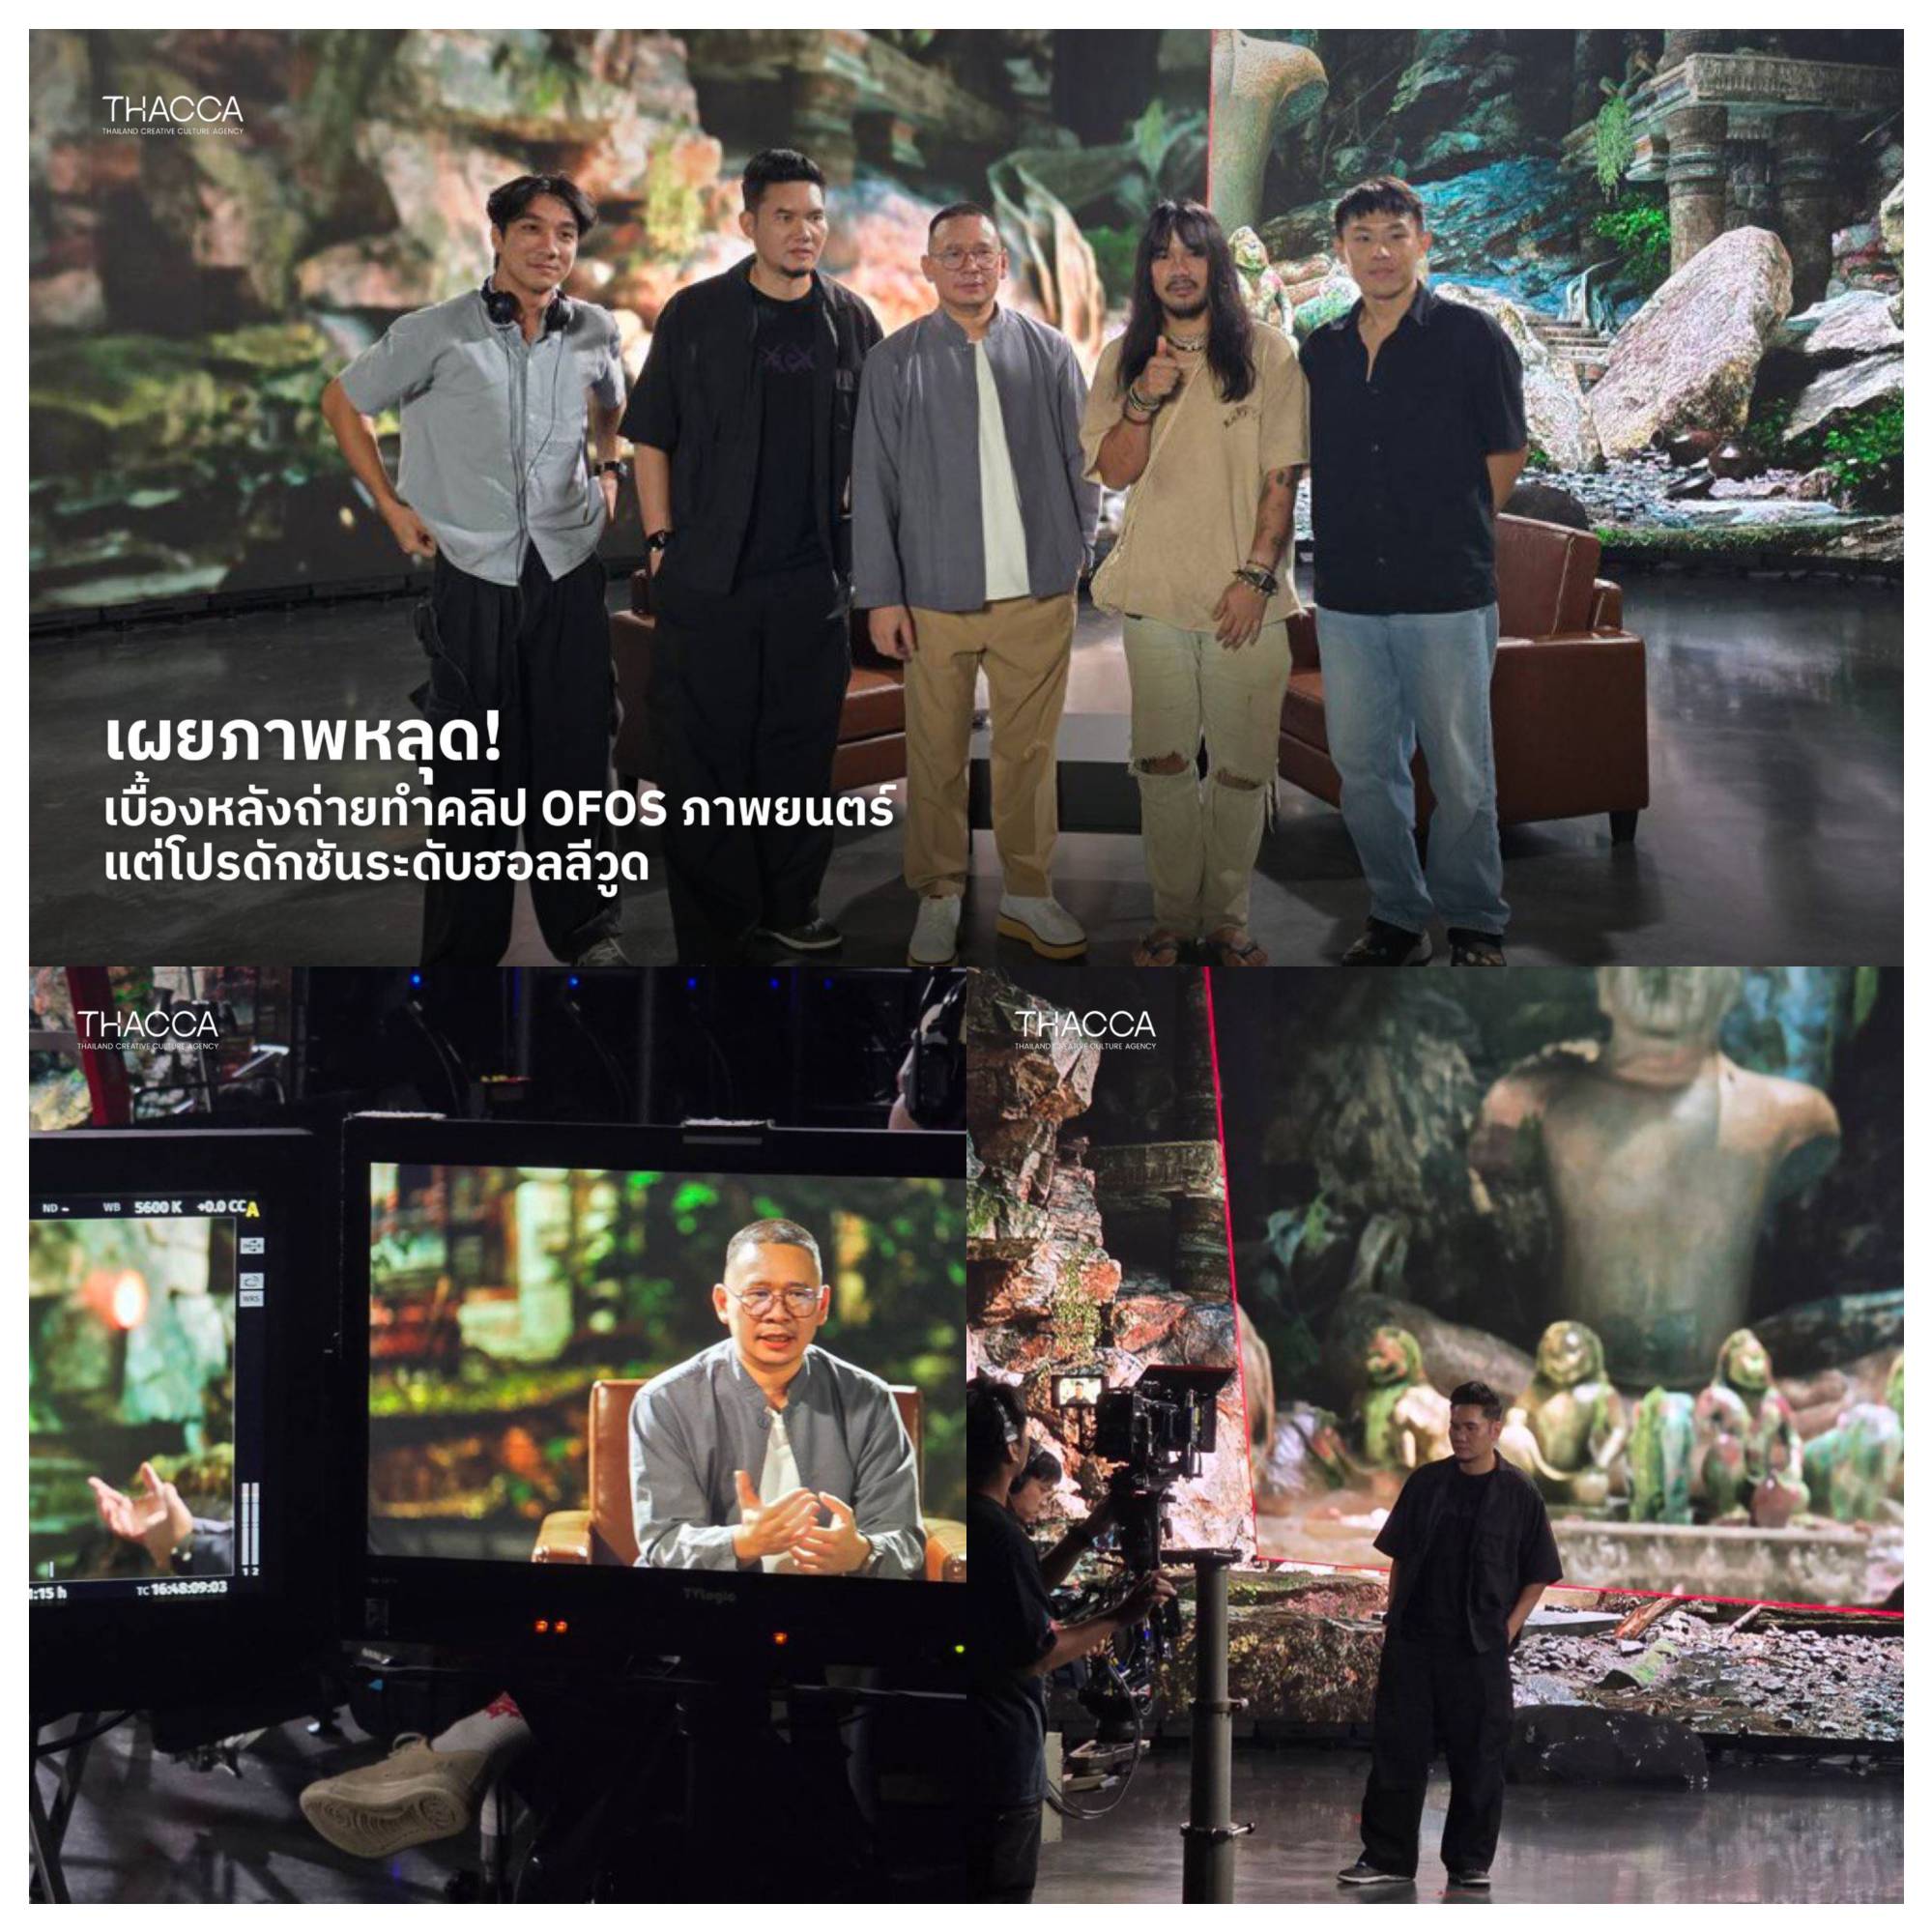 THACCA
THAILAND CREATIVE CULTURE AGENCY
เผยภาพหลุด!
เบื้องหลังถ่ายทำคลิป OFOS ภาพยนตร์
แต่โปรดักชันระดับฮอลลีวูด
THACCA
THAILAND CREATIVE CULTURE AGENCY
ND -
WB 5600 K +0.0 CC A
1 2
:15 h
TC 16:48:09:03
TVLogic
THACCA
THAILAND CREATIVE CULTURE AGENCY